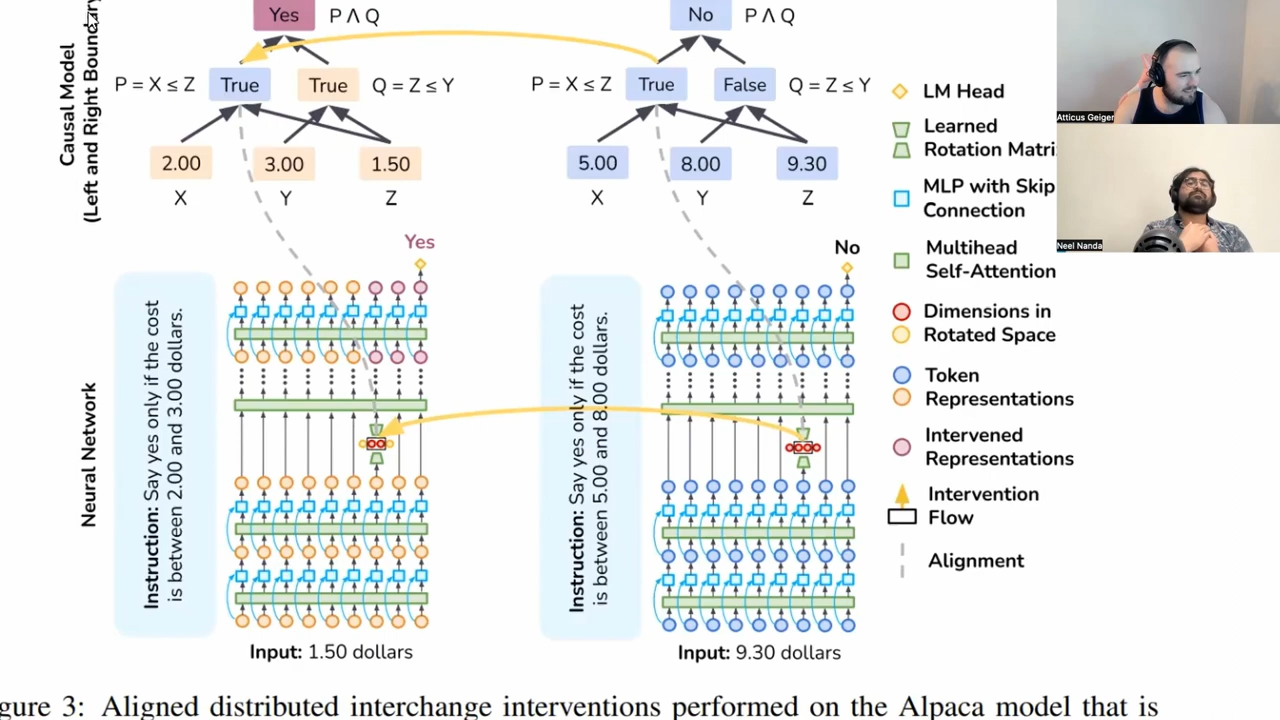 Causal Model
(Left and Right Boundary
Yes
P ∧ Q
P = X ≤ Z
True
True
Q = Z ≤ Y
2.00
3.00
1.50
X
Y
Z
No
P ∧ Q
P = X ≤ Z
True
False
Q = Z ≤ Y
5.00
8.00
9.30
X
Y
Z
Neural Network
Instruction: Say yes only if the cost
is between 2.00 and 3.00 dollars.
Yes
Input: 1.50 dollars
Instruction: Say yes only if the cost
is between 5.00 and 8.00 dollars.
No
Input: 9.30 dollars
LM Head
Learned
Rotation Matri
MLP with Skip
Connection
Multihead
Self-Attention
Dimensions in
Rotated Space
Token
Representations
Intervened
Representations
Intervention
Flow
Alignment
Atticus Geiger
Neel Nanda
gure 3: Aligned distributed interchange interventions performed on the Alpaca model that is